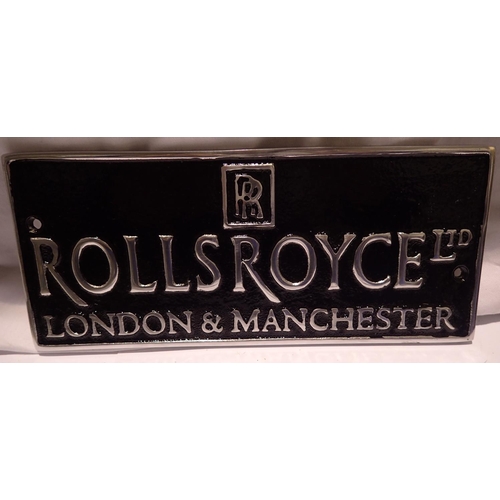 RR
ROLLSROYCE LTD
LONDON & MANCHESTER